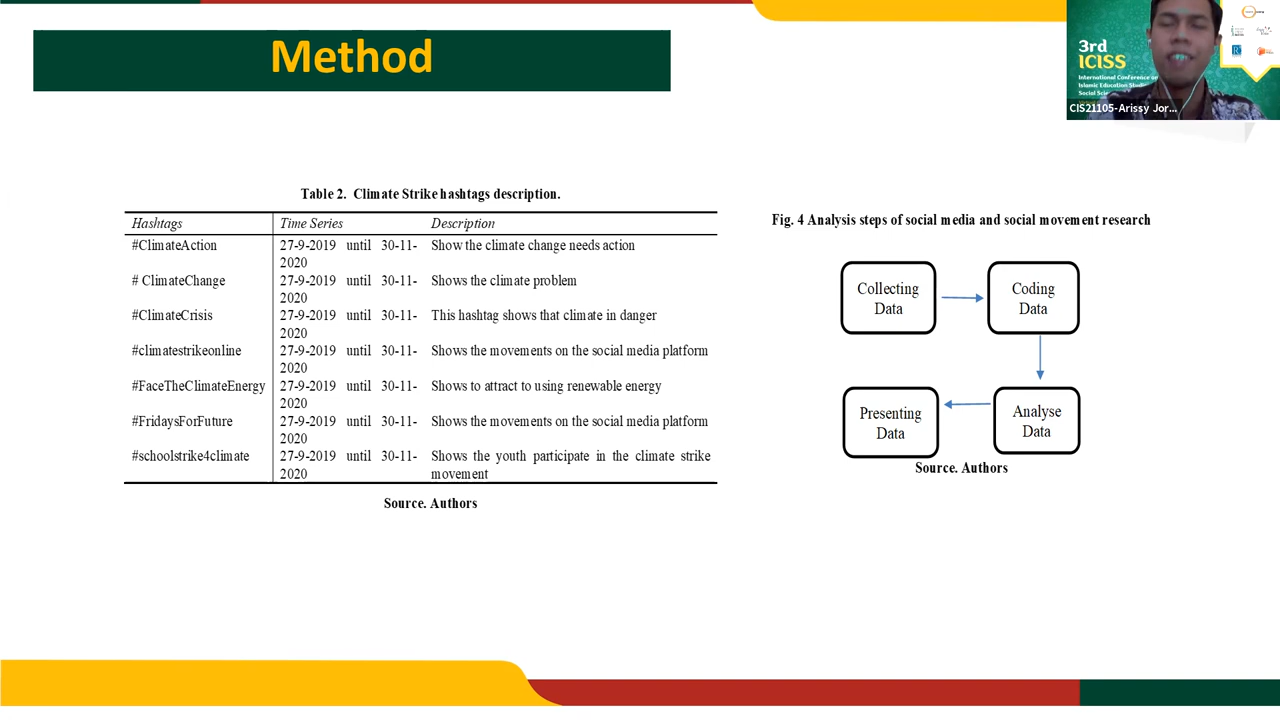 Method
3rd
ICISS
International Conference on
Islamic Education Studies
Social Scie
CIS21105-Arissy Jor...
Table 2. Climate Strike hashtags description.
Hashtags Time Series Description
#ClimateAction 27-9-2019 until 30-11- Show the climate change needs action
2020
# ClimateChange 27-9-2019 until 30-11- Shows the climate problem
2020
#ClimateCrisis 27-9-2019 until 30-11- This hashtag shows that climate in danger
2020
#climatestrikeonline 27-9-2019 until 30-11- Shows the movements on the social media platform
2020
#FaceTheClimateEnergy 27-9-2019 until 30-11- Shows to attract to using renewable energy
2020
#FridaysForFuture 27-9-2019 until 30-11- Shows the movements on the social media platform
2020
#schoolstrike4climate 27-9-2019 until 30-11- Shows the youth participate in the climate strike
2020 movement
Source. Authors
Fig. 4 Analysis steps of social media and social movement research
Collecting
Data
Coding
Data
Presenting
Data
Analyse
Data
Source. Authors